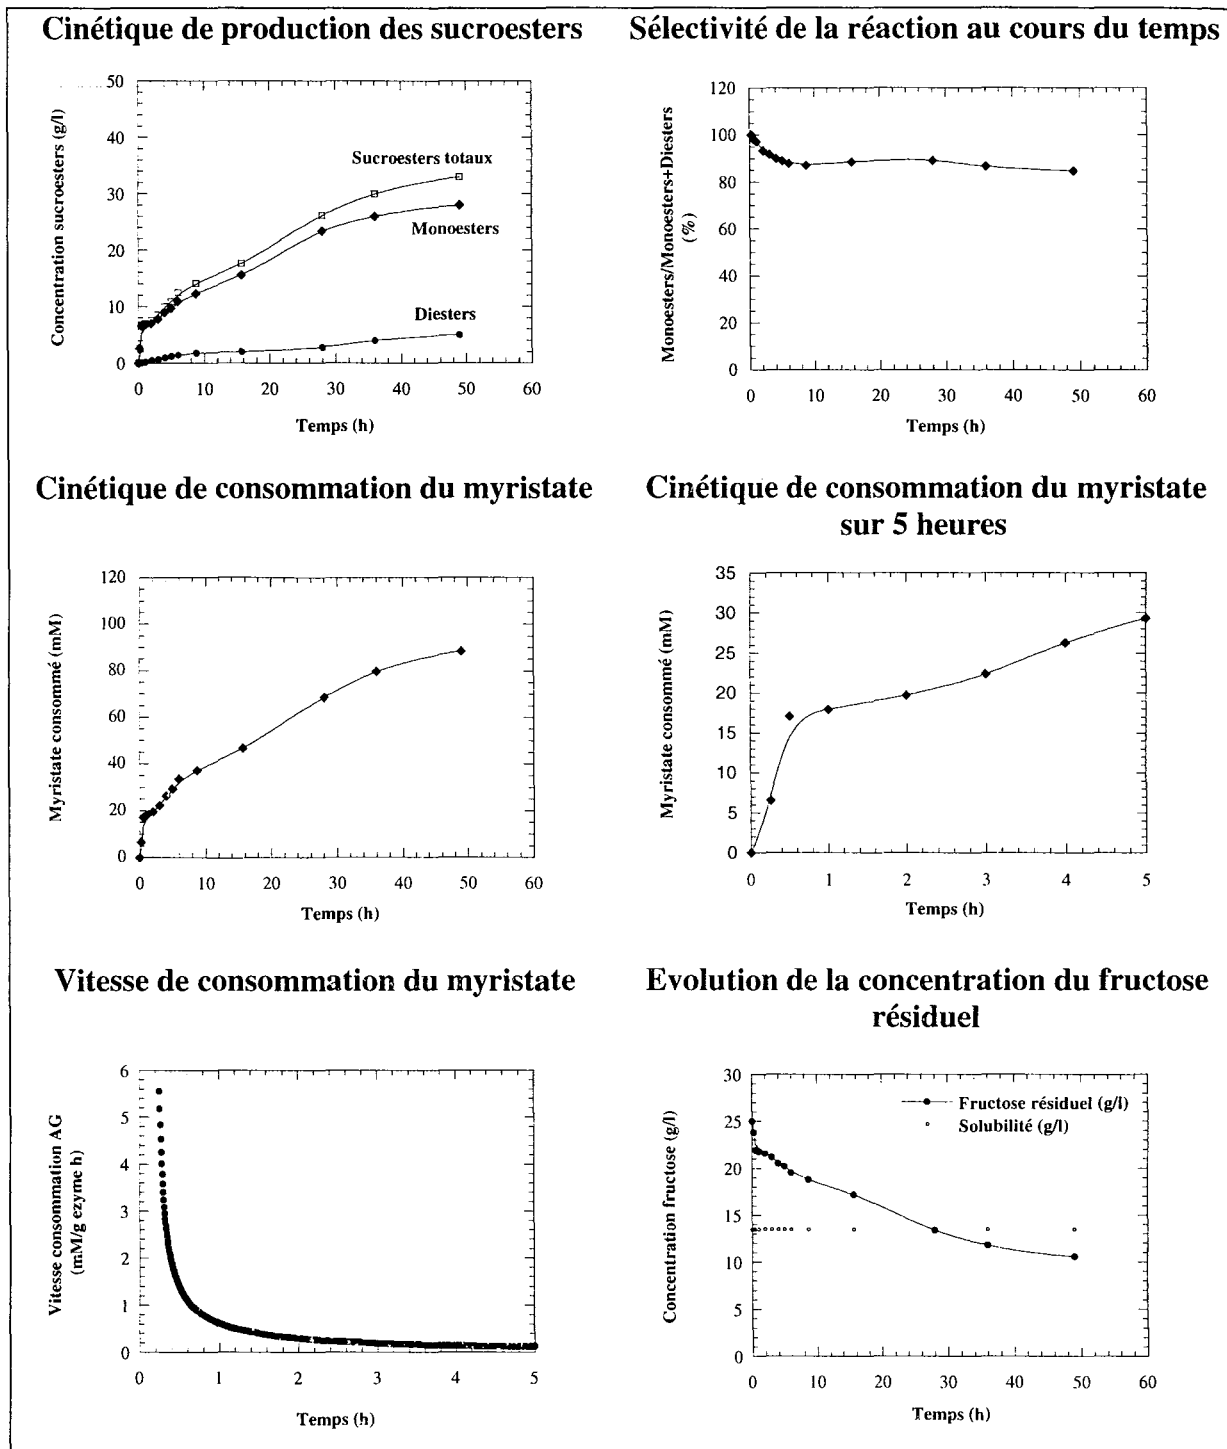 Cinétique de production des sucroesters
50
40
30
20
10
0
0 10 20 30 40 50 60
Concentration sucroesters (g/l)
Sucroesters totaux
Monoesters
Diesters
Temps (h)
Sélectivité de la réaction au cours du temps
120
100
80
60
40
20
0
0 10 20 30 40 50 60
Monoesters/Monoesters+Diesters
(%)
Temps (h)
Cinétique de consommation du myristate
120
100
80
60
40
20
0
0 10 20 30 40 50 60
Myristate consommé (mM)
Temps (h)
Cinétique de consommation du myristate
sur 5 heures
35
30
25
20
15
10
5
0
0 1 2 3 4 5
Myristate consommé (mM)
Temps (h)
Vitesse de consommation du myristate
6
5
4
3
2
1
0
0 1 2 3 4 5
Vitesse consommation AG
(mM/g ezyme h)
Temps (h)
Evolution de la concentration du fructose
résiduel
30
25
20
15
10
5
0
0 10 20 30 40 50 60
Concentration fructose (g/l)
Fructose résiduel (g/l)
Solubilité (g/l)
Temps (h)